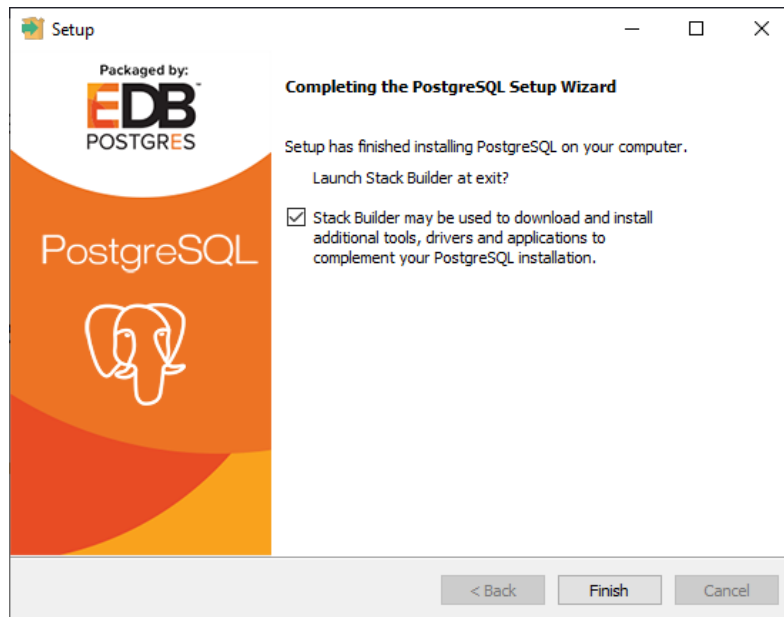 Setup
Packaged by:
EDB™
POSTGRES
PostgreSQL
Completing the PostgreSQL Setup Wizard
Setup has finished installing PostgreSQL on your computer.
Launch Stack Builder at exit?
Stack Builder may be used to download and install
additional tools, drivers and applications to
complement your PostgreSQL installation.
< Back
Finish
Cancel